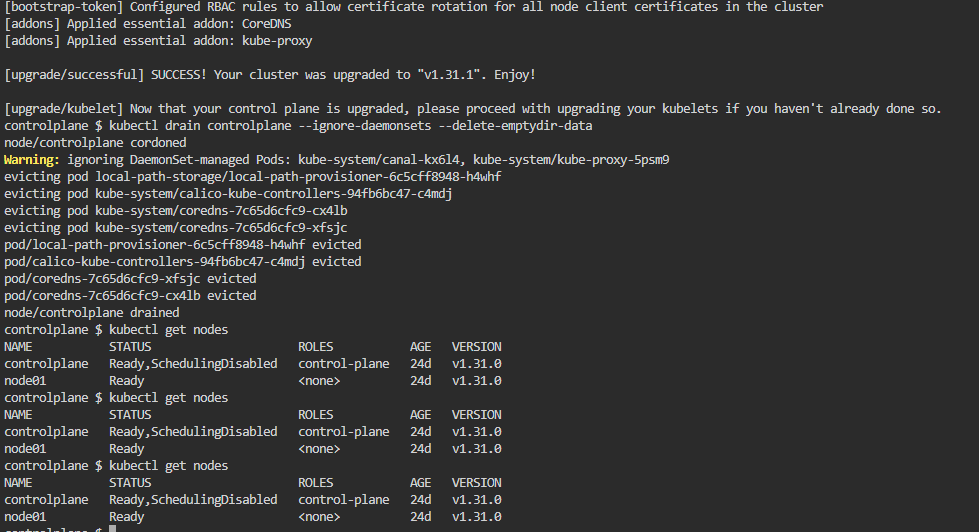 [bootstrap-token] Configured RBAC rules to allow certificate rotation for all node client certificates in the cluster
[addons] Applied essential addon: CoreDNS
[addons] Applied essential addon: kube-proxy
[upgrade/successful] SUCCESS! Your cluster was upgraded to "v1.31.1". Enjoy!
[upgrade/kubelet] Now that your control plane is upgraded, please proceed with upgrading your kubelets if you haven't already done so.
controlplane $ kubectl drain controlplane --ignore-daemonsets --delete-emptydir-data
node/controlplane cordoned
Warning: ignoring DaemonSet-managed Pods: kube-system/canal-kx6l4, kube-system/kube-proxy-5psm9
evicting pod local-path-storage/local-path-provisioner-6c5cff8948-h4whf
evicting pod kube-system/calico-kube-controllers-94fb6bc47-c4mdj
evicting pod kube-system/coredns-7c65d6cfc9-cx4lb
evicting pod kube-system/coredns-7c65d6cfc9-xfsjc
pod/local-path-provisioner-6c5cff8948-h4whf evicted
pod/calico-kube-controllers-94fb6bc47-c4mdj evicted
pod/coredns-7c65d6cfc9-xfsjc evicted
pod/coredns-7c65d6cfc9-cx4lb evicted
node/controlplane drained
controlplane $ kubectl get nodes
NAME STATUS ROLES AGE VERSION
controlplane Ready,SchedulingDisabled control-plane 24d v1.31.0
node01 Ready <none> 24d v1.31.0
controlplane $ kubectl get nodes
NAME STATUS ROLES AGE VERSION
controlplane Ready,SchedulingDisabled control-plane 24d v1.31.0
node01 Ready <none> 24d v1.31.0
controlplane $ kubectl get nodes
NAME STATUS ROLES AGE VERSION
controlplane Ready,SchedulingDisabled control-plane 24d v1.31.0
node01 Ready <none> 24d v1.31.0
controlplane $